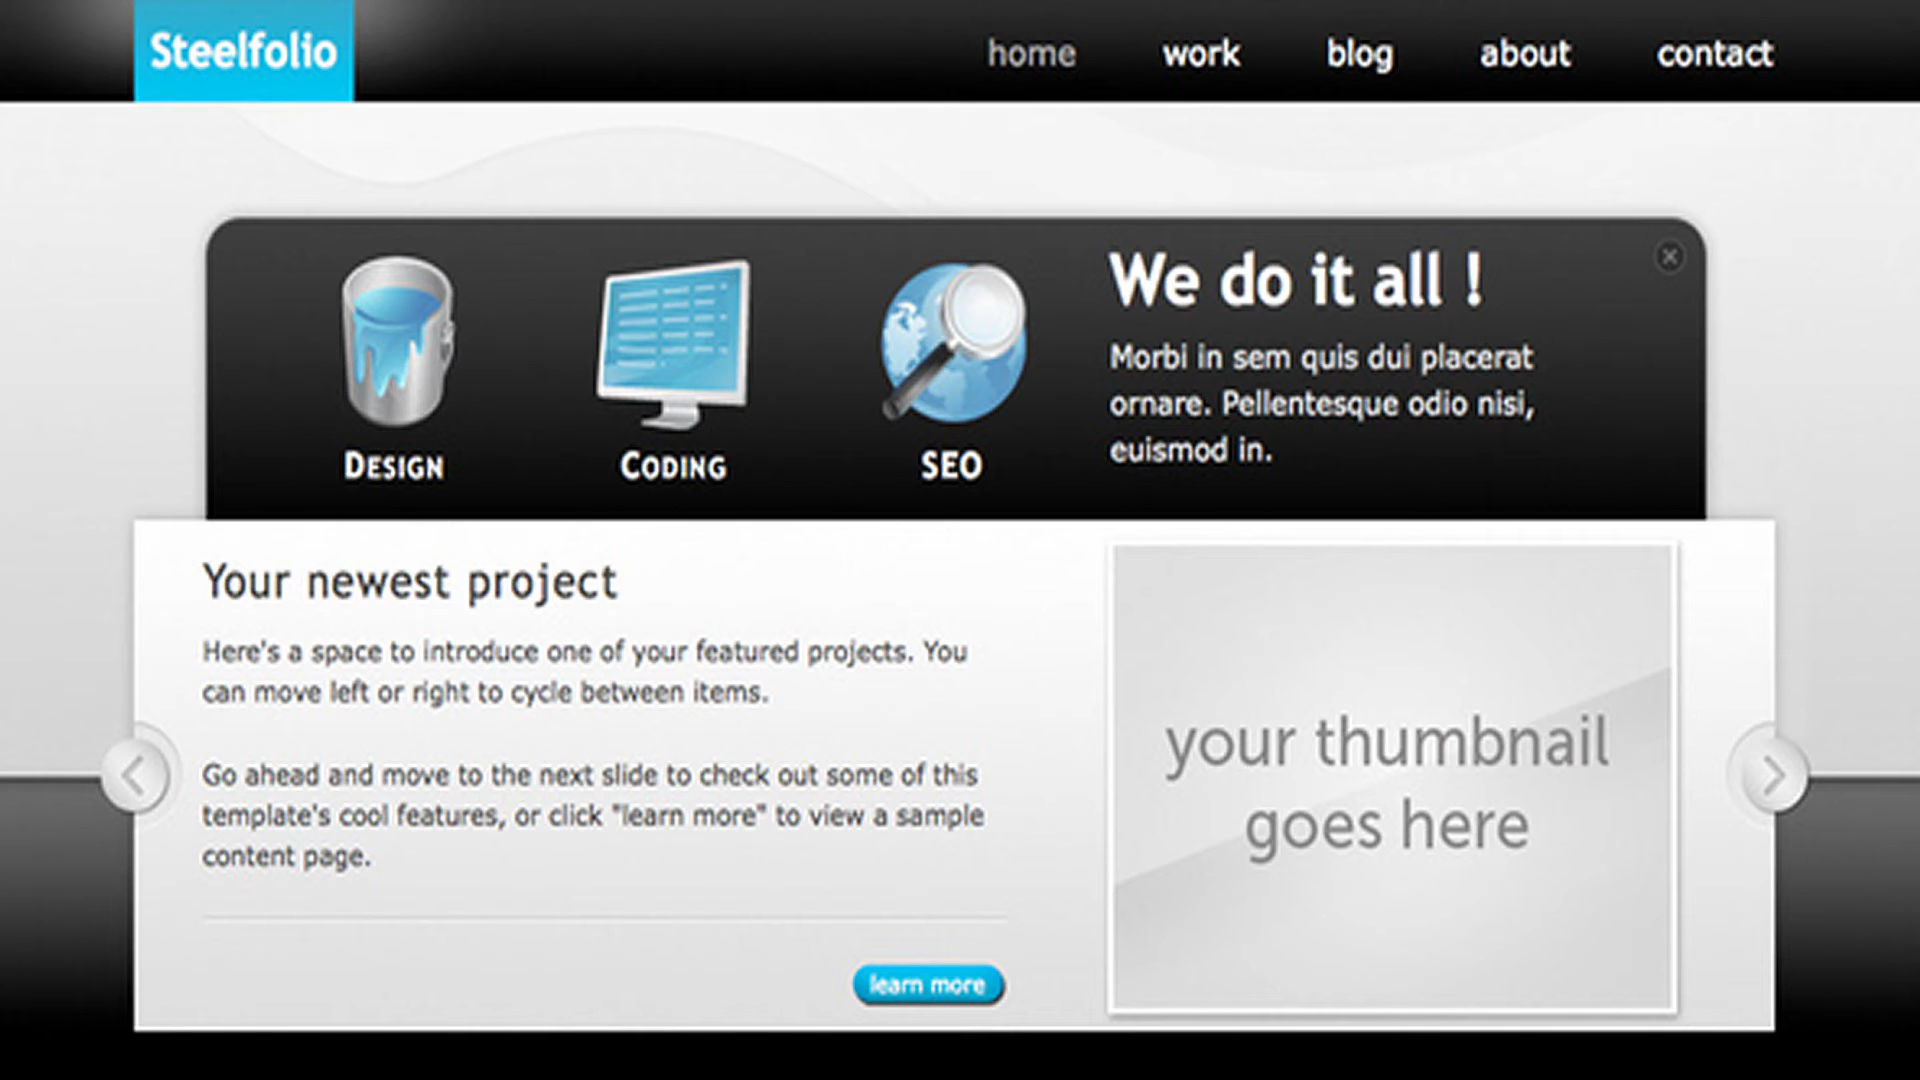 Steelfolio
home work blog about contact
We do it all !
Morbi in sem quis dui placerat
ornare. Pellentesque odio nisi,
euismod in.
DESIGN
CODING
SEO
Your newest project
Here's a space to introduce one of your featured projects. You
can move left or right to cycle between items.
Go ahead and move to the next slide to check out some of this
template's cool features, or click "learn more" to view a sample
content page.
learn more
your thumbnail
goes here